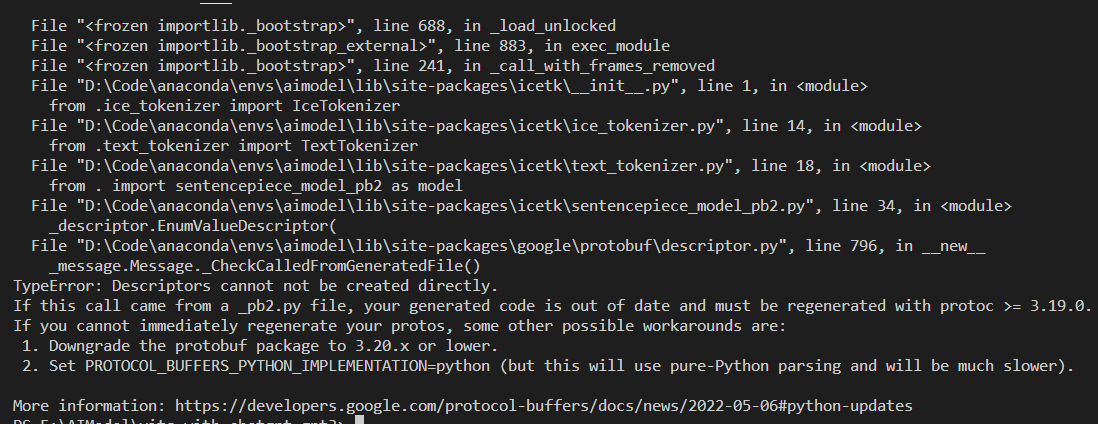 File "<frozen importlib._bootstrap>", line 688, in _load_unlocked
File "<frozen importlib._bootstrap_external>", line 883, in exec_module
File "<frozen importlib._bootstrap>", line 241, in _call_with_frames_removed
File "D:\Code\anaconda\envs\aimodel\lib\site-packages\icetk\__init__.py", line 1, in <module>
from .ice_tokenizer import IceTokenizer
File "D:\Code\anaconda\envs\aimodel\lib\site-packages\icetk\ice_tokenizer.py", line 14, in <module>
from .text_tokenizer import TextTokenizer
File "D:\Code\anaconda\envs\aimodel\lib\site-packages\icetk\text_tokenizer.py", line 18, in <module>
from . import sentencepiece_model_pb2 as model
File "D:\Code\anaconda\envs\aimodel\lib\site-packages\icetk\sentencepiece_model_pb2.py", line 34, in <module>
_descriptor.EnumValueDescriptor(
File "D:\Code\anaconda\envs\aimodel\lib\site-packages\google\protobuf\descriptor.py", line 796, in __new__
_message.Message._CheckCalledFromGeneratedFile()
TypeError: Descriptors cannot not be created directly.
If this call came from a _pb2.py file, your generated code is out of date and must be regenerated with protoc >= 3.19.0.
If you cannot immediately regenerate your protos, some other possible workarounds are:
1. Downgrade the protobuf package to 3.20.x or lower.
2. Set PROTOCOL_BUFFERS_PYTHON_IMPLEMENTATION=python (but this will use pure-Python parsing and will be much slower).
More information: https://developers.google.com/protocol-buffers/docs/news/2022-05-06#python-updates